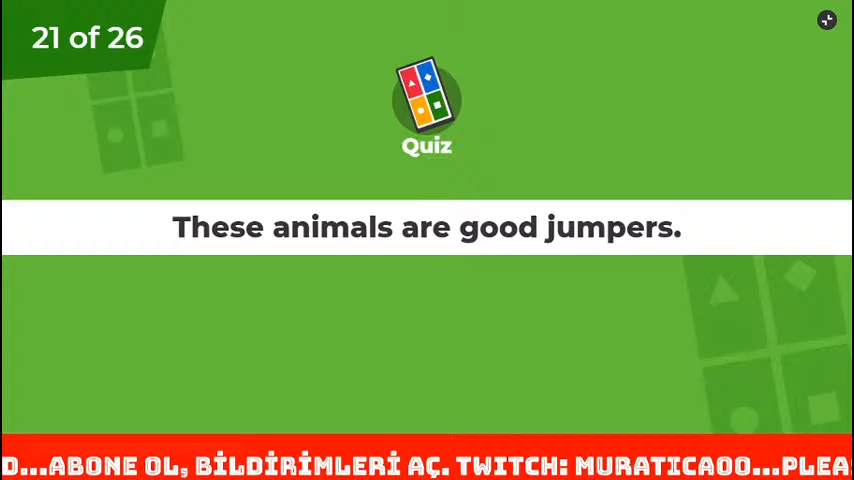 21 of 26
Quiz
These animals are good jumpers.
D...ABONE OL, BİLDİRİMLERİ AÇ. TWITCH: MURATICAOO...PLEA